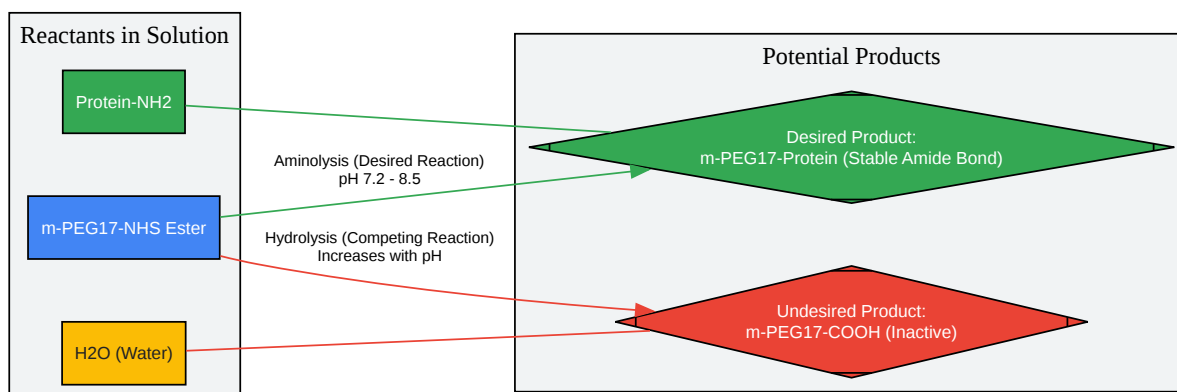 Reactants in Solution
Protein-NH2
m-PEG17-NHS Ester
H2O (Water)
Aminolysis (Desired Reaction)
pH 7.2 - 8.5
Hydrolysis (Competing Reaction)
Increases with pH
Potential Products
Desired Product:
m-PEG17-Protein (Stable Amide Bond)
Undesired Product:
m-PEG17-COOH (Inactive)